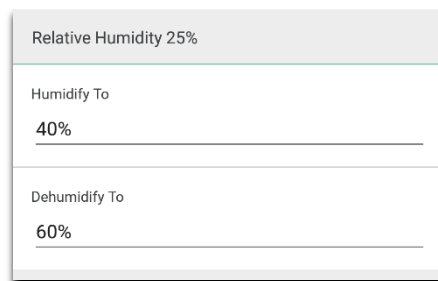 Relative Humidity 25%
Humidify To
40%
Dehumidify To
60%